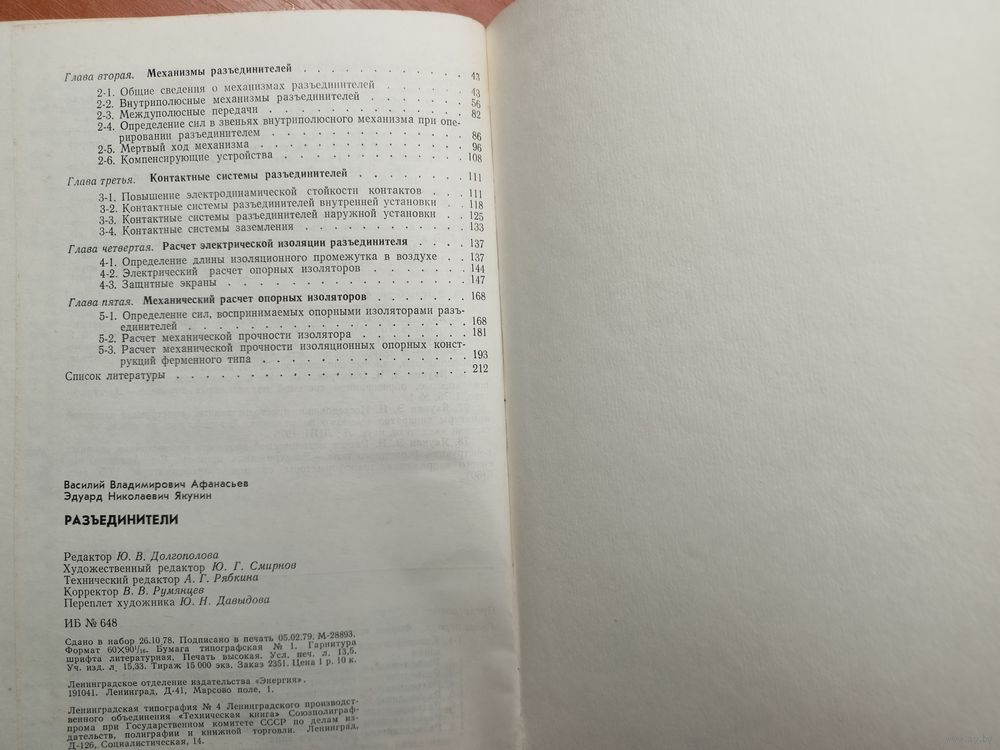 Глава вторая. Механизмы разъединителей . . . . . . . . . . . 43
2-1. Общие сведения о механизмах разъединителей . . . . . 43
2-2. Внутриполюсные механизмы разъединителей . . . . . . 56
2-3. Междуполюсные передачи . . . . . . . . . . . . . 82
2-4. Определение сил в звеньях внутриполюсного механизма при опе-
рировании разъединителем . . . . . . . . . . . . . 86
2-5. Мертвый ход механизма . . . . . . . . . . . . . . 96
2-6. Компенсирующие устройства . . . . . . . . . . . . 108
Глава третья. Контактные системы разъединителей . . . . . . . 111
3-1. Повышение электродинамической стойкости контактов . . . 111
3-2. Контактные системы разъединителей внутренней установки . . 118
3-3. Контактные системы разъединителей наружной установки . . 125
3-4. Контактные системы заземления . . . . . . . . . . . 133
Глава четвертая. Расчет электрической изоляции разъединителя . . . . 137
4-1. Определение длины изоляционного промежутка в воздухе . . 137
4-2. Электрический расчет опорных изоляторов . . . . . . . 144
4-3. Защитные экраны . . . . . . . . . . . . . . . . 147
Глава пятая. Механический расчет опорных изоляторов . . . . . . 168
5-1. Определение сил, воспринимаемых опорными изоляторами разъ-
единителей . . . . . . . . . . . . . . . . . . . 168
5-2. Расчет механической прочности изолятора . . . . . . . . 181
5-3. Расчет механической прочности изоляционных опорных конст-
рукций ферменного типа . . . . . . . . . . . . . . 193
Список литературы . . . . . . . . . . . . . . . . . . . . 212
Василий Владимирович Афанасьев
Эдуард Николаевич Якунин
РАЗЪЕДИНИТЕЛИ
Редактор Ю. В. Долгополова
Художественный редактор Ю. Г. Смирнов
Технический редактор А. Г. Рябкина
Корректор В. В. Румянцев
Переплет художника Ю. Н. Давыдова
ИБ № 648
Сдано в набор 26.10.78. Подписано в печать 05.02.79. М-28893.
Формат 60×90¹/₁₆. Бумага типографская № 1. Гарнитура
шрифта литературная. Печать высокая. Усл. печ. л. 13,5.
Уч. изд. л. 15,33. Тираж 15 000 экз. Заказ 2351. Цена 1 р. 10 к.
Ленинградское отделение издательства «Энергия».
191041. Ленинград, Д-41, Марсово поле, 1.
Ленинградская типография № 4 Ленинградского производст-
венного объединения «Техническая книга» Союзполиграф-
прома при Государственном комитете СССР по делам из-
дательств, полиграфии и книжной торговли. Ленинград,
Д-126, Социалистическая, 14.